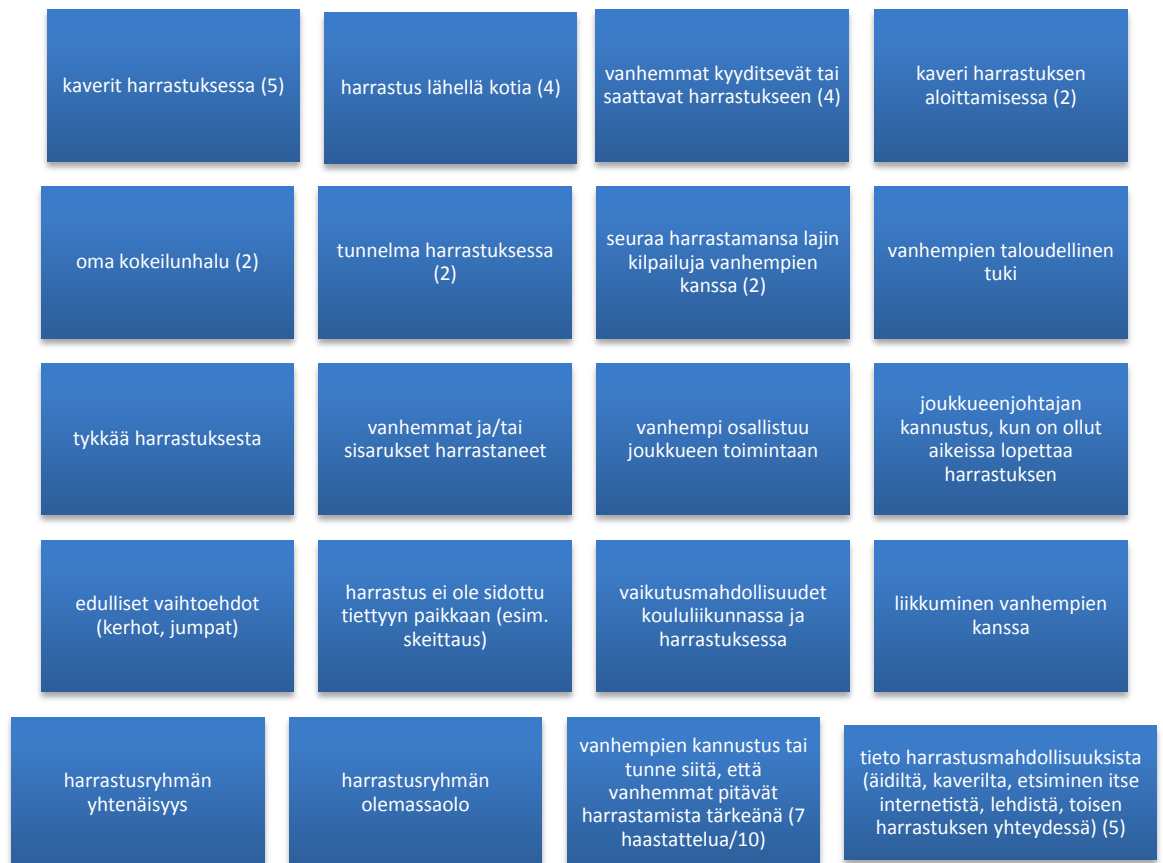 kaverit harrastuksessa (5)
harrastus lähellä kotia (4)
vanhemmat kyyditsevät tai
saattavat harrastukseen (4)
kaveri harrastuksen
aloittamisessa (2)
oma kokeilunhalu (2)
tunnelma harrastuksessa
(2)
seuraa harrastamansa lajin
kilpailuja vanhempien
kanssa (2)
vanhempien taloudellinen
tuki
tykkää harrastuksesta
vanhemmat ja/tai
sisarukset harrastaneet
vanhempi osallistuu
joukkueen toimintaan
joukkueenjohtajan
kannustus, kun on ollut
aikeissa lopettaa
harrastuksen
edulliset vaihtoehdot
(kerhot, jumpat)
harrastus ei ole sidottu
tiettyyn paikkaan (esim.
skeittaus)
vaikutusmahdollisuudet
koululiikunnassa ja
harrastuksessa
liikkuminen vanhempien
kanssa
harrastusryhmän
yhtenäisyys
harrastusryhmän
olemassaolo
vanhempien kannustus tai
tunne siitä, että
vanhemmat pitävät
harrastamista tärkeänä (7
haastattelua/10)
tieto harrastusmahdollisuuksista
(äidiltä, kaverilta, etsiminen itse
internetistä, lehdistä, toisen
harrastuksen yhteydessä) (5)